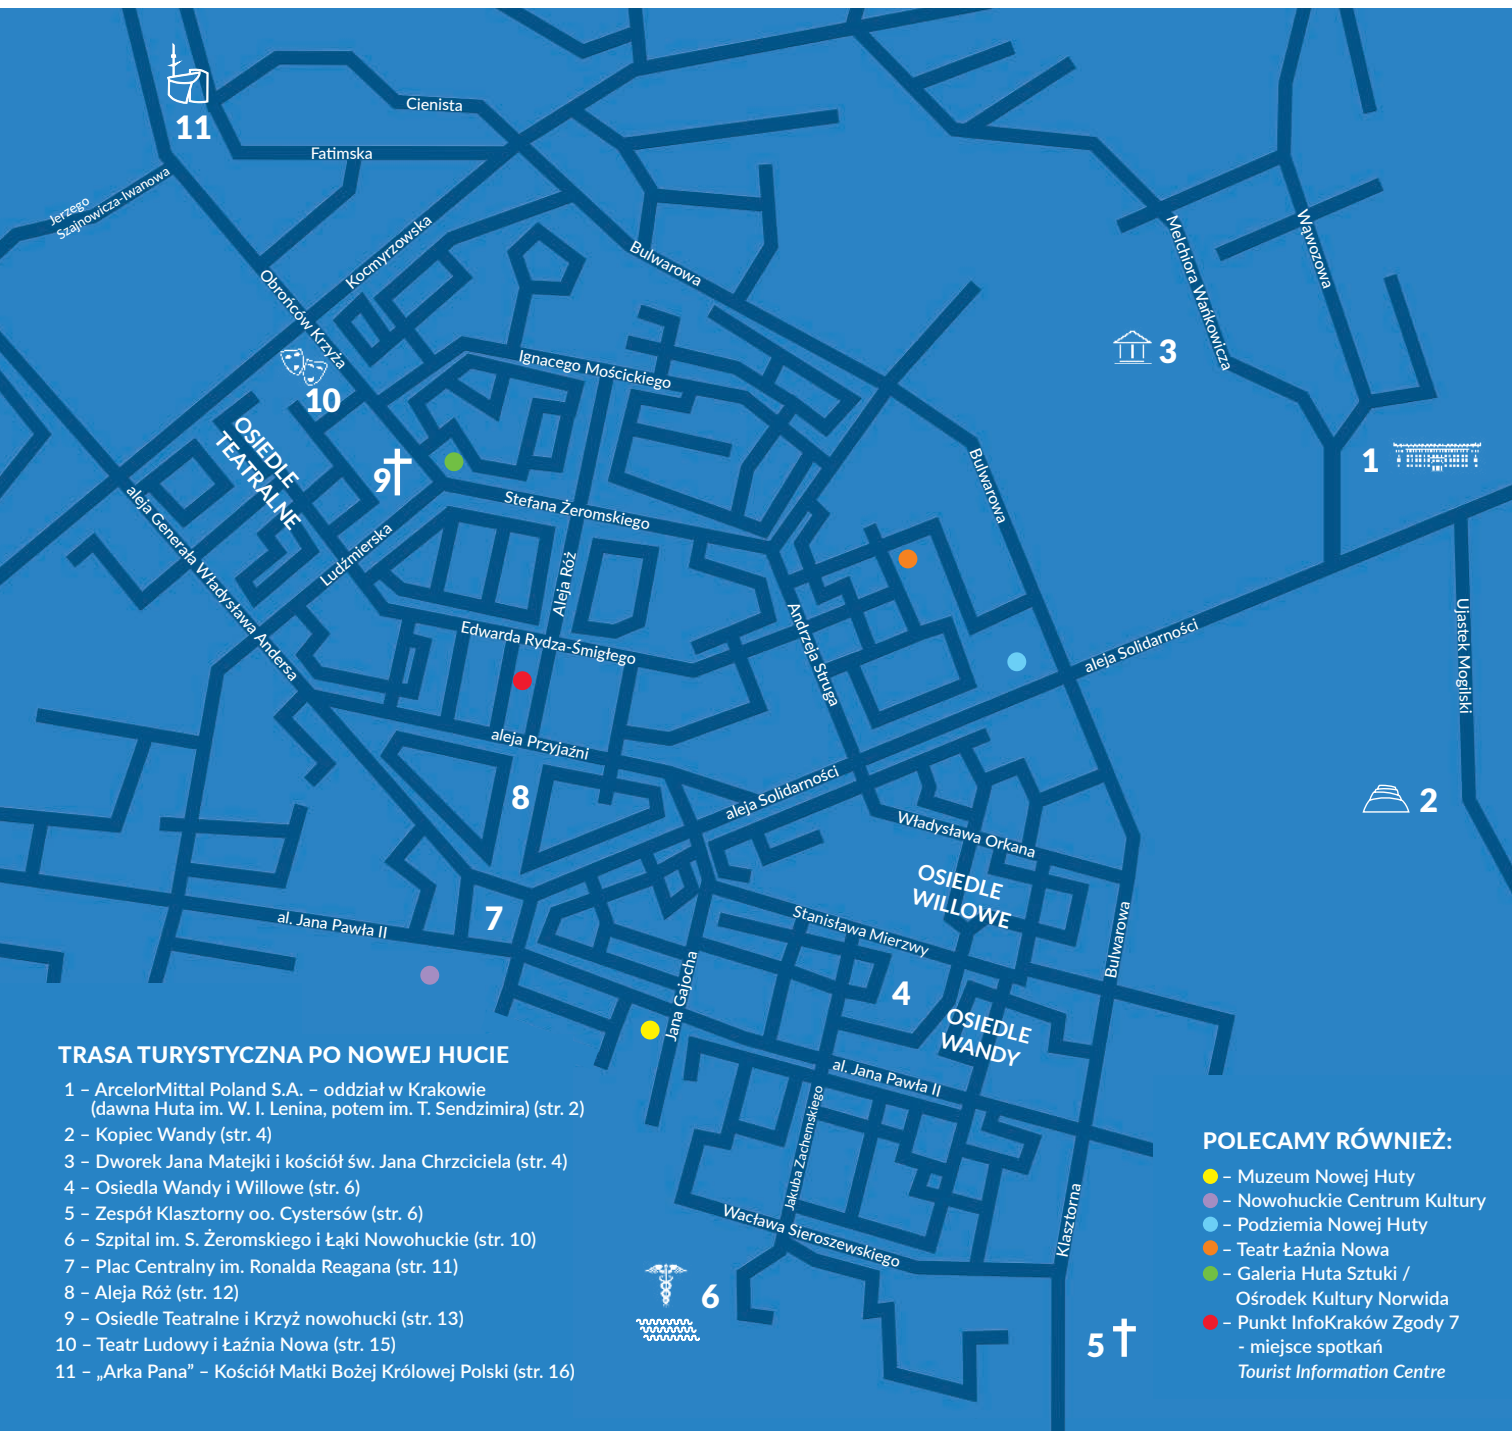 11
Cienista
Fatimska
Jerzego
Szajnowicza-Iwanowa
Kocmyrzowska
Bulwarowa
Obrońców Krzyża
Melchiora Wańkowicza
Wąwozowa
3
Ignacego Mościckiego
10
OSIEDLE
TEATRALNE
9
1
Bulwarowa
Stefana Żeromskiego
aleja Generała Władysława Andersa
Ludźmierska
Aleja Róż
Andrzeja Struga
Edwarda Rydza-Śmigłego
aleja Solidarności
Ujastek Mogilski
aleja Przyjaźni
8
aleja Solidarności
2
Władysława Orkana
OSIEDLE
WILLOWE
7
al. Jana Pawła II
Stanisława Mierzwy
Bulwarowa
4
Jana Gajocha
OSIEDLE
WANDY
al. Jana Pawła II
Jakuba Zachemskiego
Wacława Sieroszewskiego
Klasztorna
6
5
TRASA TURYSTYCZNA PO NOWEJ HUCIE
1 – ArcelorMittal Poland S.A. – oddział w Krakowie
(dawna Huta im. W. I. Lenina, potem im. T. Sendzimira) (str. 2)
2 – Kopiec Wandy (str. 4)
3 – Dworek Jana Matejki i kościół św. Jana Chrzciciela (str. 4)
4 – Osiedla Wandy i Willowe (str. 6)
5 – Zespół Klasztorny oo. Cystersów (str. 6)
6 – Szpital im. S. Żeromskiego i Łąki Nowohuckie (str. 10)
7 – Plac Centralny im. Ronalda Reagana (str. 11)
8 – Aleja Róż (str. 12)
9 – Osiedle Teatralne i Krzyż nowohucki (str. 13)
10 – Teatr Ludowy i Łaźnia Nowa (str. 15)
11 – „Arka Pana” – Kościół Matki Bożej Królowej Polski (str. 16)
POLECAMY RÓWNIEŻ:
– Muzeum Nowej Huty
– Nowohuckie Centrum Kultury
– Podziemia Nowej Huty
– Teatr Łaźnia Nowa
– Galeria Huta Sztuki /
Ośrodek Kultury Norwida
– Punkt InfoKraków Zgody 7
- miejsce spotkań
Tourist Information Centre